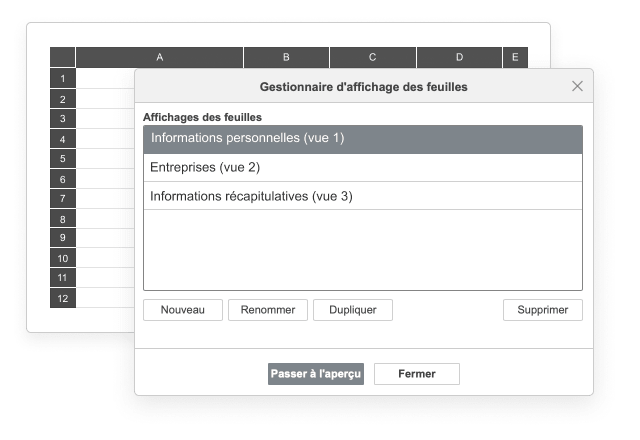 A B C D E
1
Gestionnaire d'affichage des feuilles
2
3
Affichages des feuilles
4
Informations personnelles (vue 1)
5
Entreprises (vue 2)
6
7
Informations récapitulatives (vue 3)
8
9
10
11
12
Nouveau Renommer Dupliquer Supprimer
Passer à l'aperçu Fermer